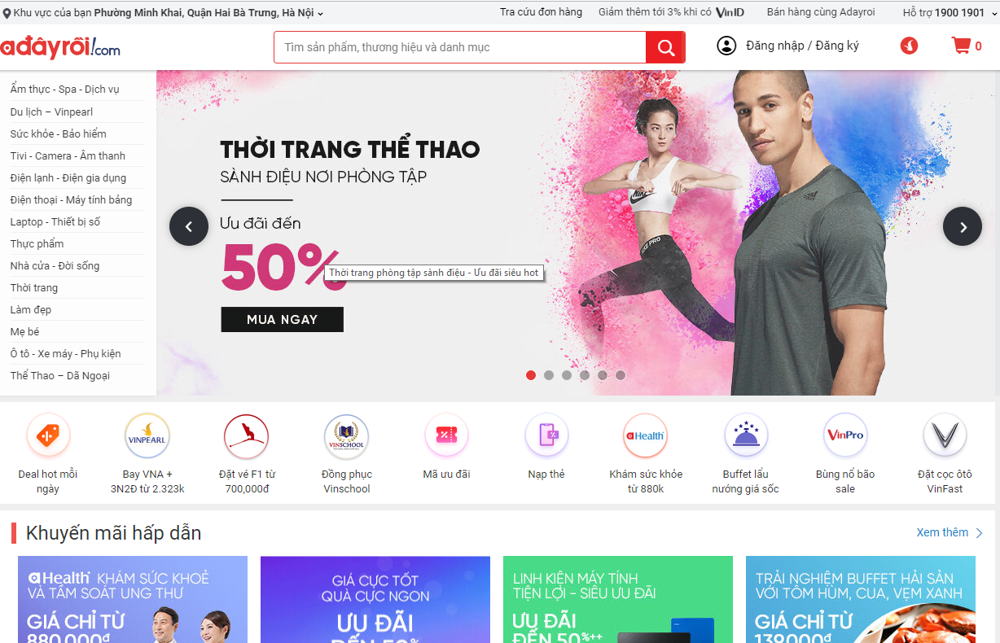 Khu vực của bạn Phường Minh Khai, Quận Hai Bà Trưng, Hà Nội
Tra cứu đơn hàng
Giảm thêm tới 3% khi có VinID
Bán hàng cùng Adayroi
Hỗ trợ 1900 1901
ađâyrồi!.com
Tìm sản phẩm, thương hiệu và danh mục
Đăng nhập / Đăng ký
0
Ẩm thực - Spa - Dịch vụ
Du lịch – Vinpearl
Sức khỏe - Bảo hiểm
Tivi - Camera - Âm thanh
Điện lạnh - Điện gia dụng
Điện thoại - Máy tính bảng
Laptop - Thiết bị số
Thực phẩm
Nhà cửa - Đời sống
Thời trang
Làm đẹp
Mẹ bé
Ô tô - Xe máy - Phụ kiện
Thể Thao – Dã Ngoại
THỜI TRANG THỂ THAO
SÀNH ĐIỆU NƠI PHÒNG TẬP
Ưu đãi đến
50%
Thời trang phòng tập sành điệu - Ưu đãi siêu hot
MUA NGAY
NIKE
NIKE PRO
adidas
VINPEARL
VINSCHOOL
aHealth
VinPro
Deal hot mỗi
ngày
Bay VNA +
3N2Đ từ 2.323k
Đặt vé F1 từ
700,000đ
Đồng phục
Vinschool
Mã ưu đãi
Nạp thẻ
Khám sức khỏe
từ 880k
Buffet lẩu
nướng giá sốc
Bùng nổ bão
sale
Đặt cọc ôtô
VinFast
Khuyến mãi hấp dẫn
Xem thêm
aHealth KHÁM SỨC KHOẺ
VÀ TẦM SOÁT UNG THƯ
GIÁ CHỈ TỪ
880.000đ
GIÁ CỰC TỐT
QUÀ CỰC NGON
ƯU ĐÃI
ĐẾN 50%
LINH KIỆN MÁY TÍNH
TIỆN LỢI - SIÊU ƯU ĐÃI
ƯU ĐÃI
ĐẾN 50%++
TRẢI NGHIỆM BUFFET HẢI SẢN
VỚI TÔM HÙM, CUA, VẸM XANH
GIÁ CHỈ TỪ
139.000đ